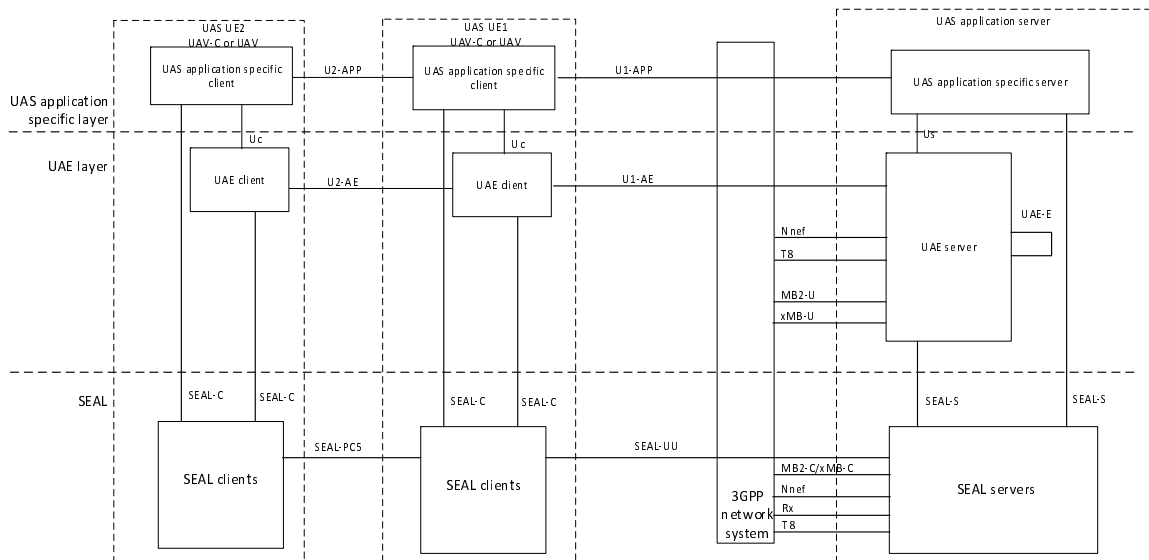 UAS application server
UAS UE2
UAV-C or UAV
UAS UE1
UAV-C or UAV
UAS application specific
client
U2-APP
UAS application specific
client
U1-APP
UAS application specific server
UAS application
specific layer
Uc
Uc
Us
UAE layer
UAE client
U2-AE
UAE client
U1-AE
UAE-E
Nnef
UAE server
T8
MB2-U
xMB-U
SEAL
SEAL-C
SEAL-C
SEAL-C
SEAL-C
SEAL-S
SEAL-S
SEAL-PC5
SEAL-UU
MB2-C/xMB-C
SEAL clients
SEAL clients
SEAL servers
3GPP
network
system
Nnef
Rx
T8